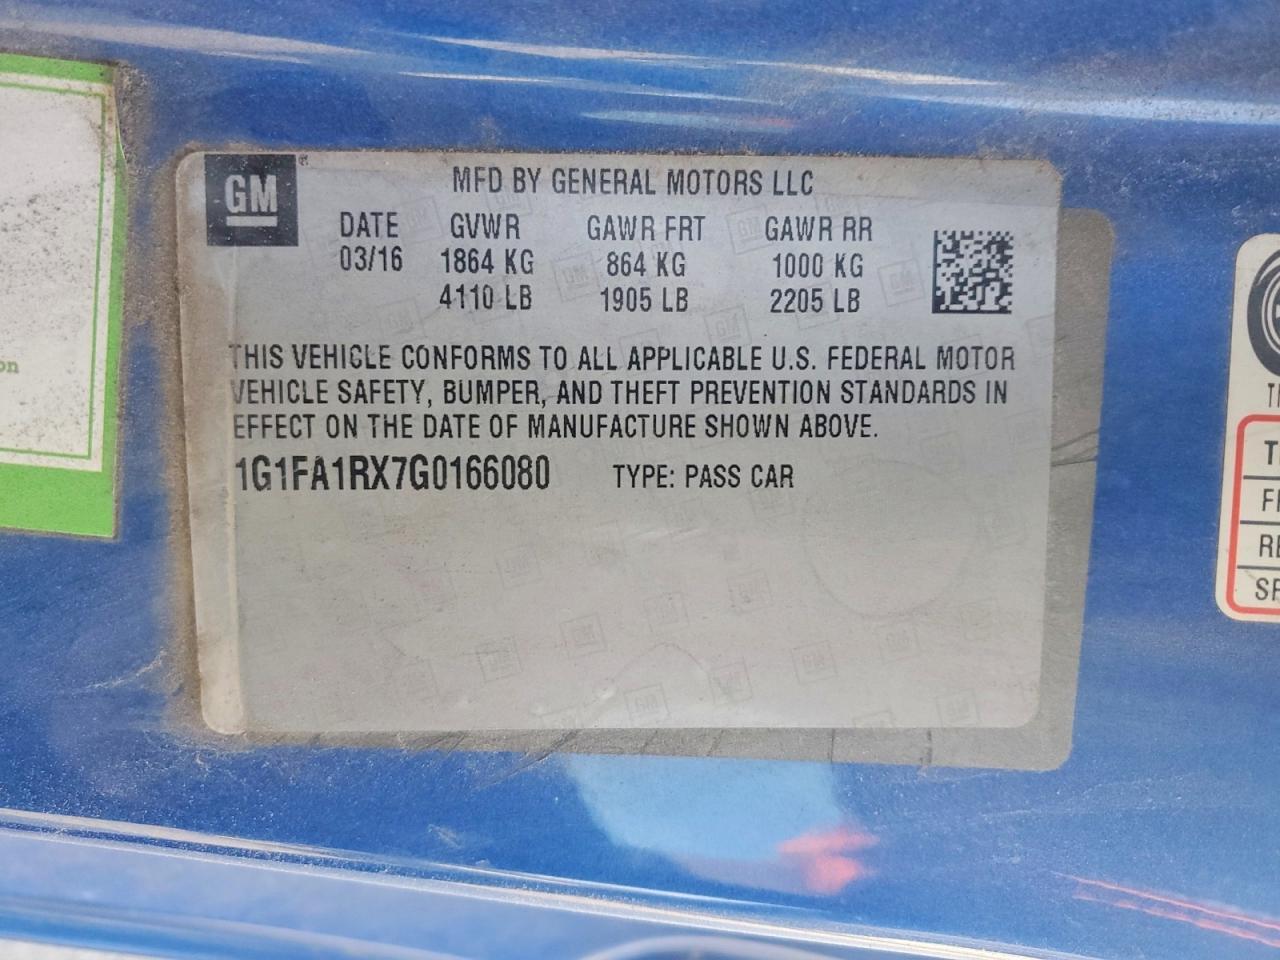 GM
MFD BY GENERAL MOTORS LLC
DATE GVWR GAWR FRT GAWR RR
03/16 1864 KG 864 KG 1000 KG
4110 LB 1905 LB 2205 LB
THIS VEHICLE CONFORMS TO ALL APPLICABLE U.S. FEDERAL MOTOR
VEHICLE SAFETY, BUMPER, AND THEFT PREVENTION STANDARDS IN
EFFECT ON THE DATE OF MANUFACTURE SHOWN ABOVE.
1G1FA1RX7G0166080 TYPE: PASS CAR